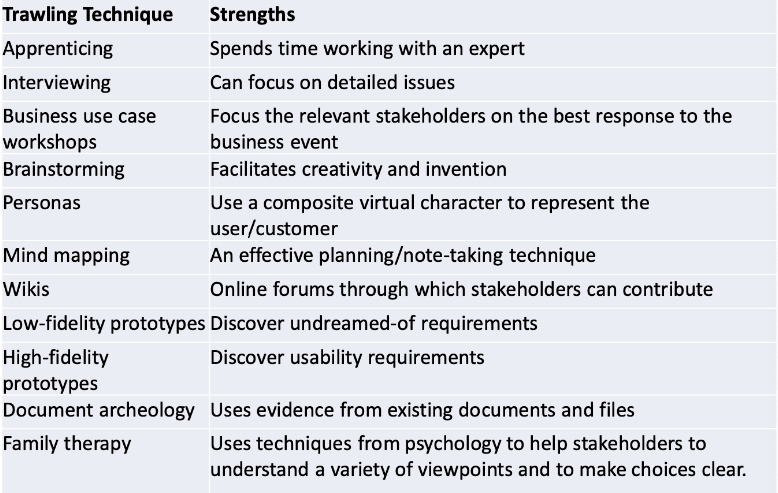 Trawling Technique Strengths
Apprenticing Spends time working with an expert
Interviewing Can focus on detailed issues
Business use case workshops Focus the relevant stakeholders on the best response to the business event
Brainstorming Facilitates creativity and invention
Personas Use a composite virtual character to represent the user/customer
Mind mapping An effective planning/note-taking technique
Wikis Online forums through which stakeholders can contribute
Low-fidelity prototypes Discover undreamed-of requirements
High-fidelity prototypes Discover usability requirements
Document archeology Uses evidence from existing documents and files
Family therapy Uses techniques from psychology to help stakeholders to understand a variety of viewpoints and to make choices clear.